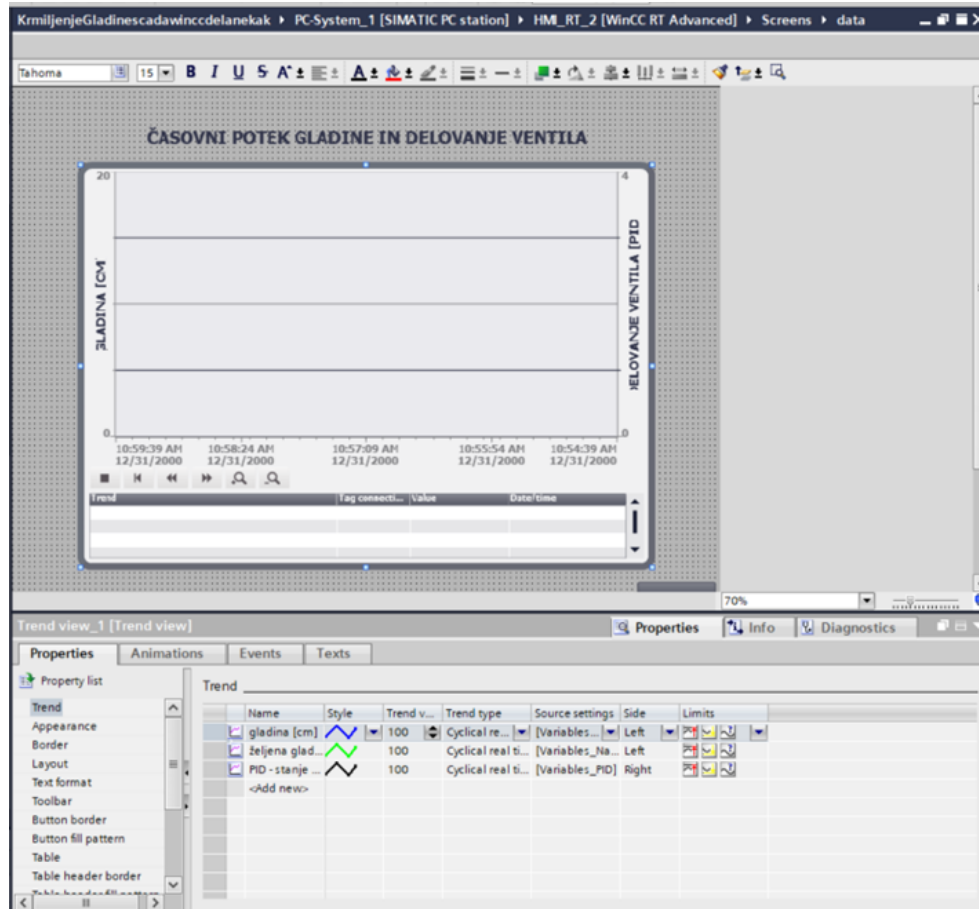 KrmiljenjeGladinescadawinccdelanekak ▸ PC-System_1 [SIMATIC PC station] ▸ HMI_RT_2 [WinCC RT Advanced] ▸ Screens ▸ data
Tahoma 15 B I U S A A
ČASOVNI POTEK GLADINE IN DELOVANJE VENTILA
20 4
GLADINA [CM
DELOVANJE VENTILA [PID
0 0
10:59:39 AM 10:58:24 AM 10:57:09 AM 10:55:54 AM 10:54:39 AM
12/31/2000 12/31/2000 12/31/2000 12/31/2000 12/31/2000
Trend Tag connecti... Value Date/time
70%
Trend view_1 [Trend view] Properties Info Diagnostics
Properties Animations Events Texts
Property list
Trend
Appearance
Border
Layout
Text format
Toolbar
Button border
Button fill pattern
Table
Table header border
Table header fill pattern
Trend
Name Style Trend v... Trend type Source settings Side Limits
gladina [cm] 100 Cyclical re... [Variables... Left
željena glad... 100 Cyclical real ti... [Variables_Na... Left
PID - stanje ... 100 Cyclical real ti... [Variables_PID] Right
<Add new>